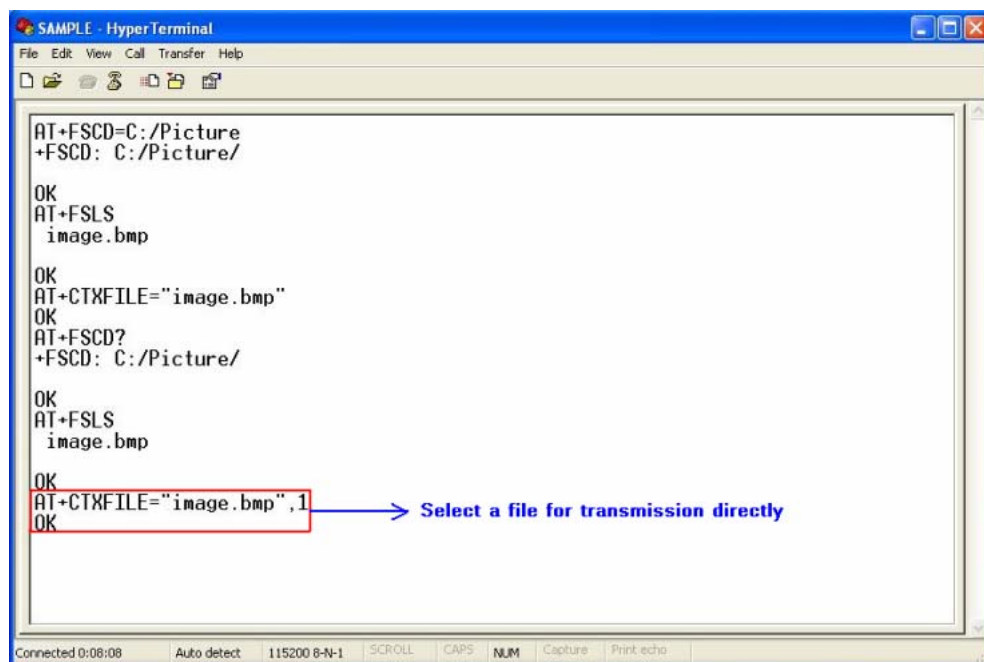 SAMPLE - HyperTerminal
File Edit View Call Transfer Help
AT+FSCD=C:/Picture
+FSCD: C:/Picture/
OK
AT+FSLS
image.bmp
OK
AT+CTXFILE="image.bmp"
OK
AT+FSCD?
+FSCD: C:/Picture/
OK
AT+FSLS
image.bmp
OK
AT+CTXFILE="image.bmp",1
Select a file for transmission directly
OK
Connected 0:08:08 Auto detect 115200 8-N-1 SCROLL CAPS NUM Capture Print echo